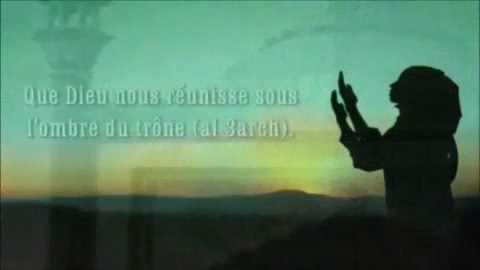 Que Dieu nous réunisse sous
l'ombre du trône (al 3arch).